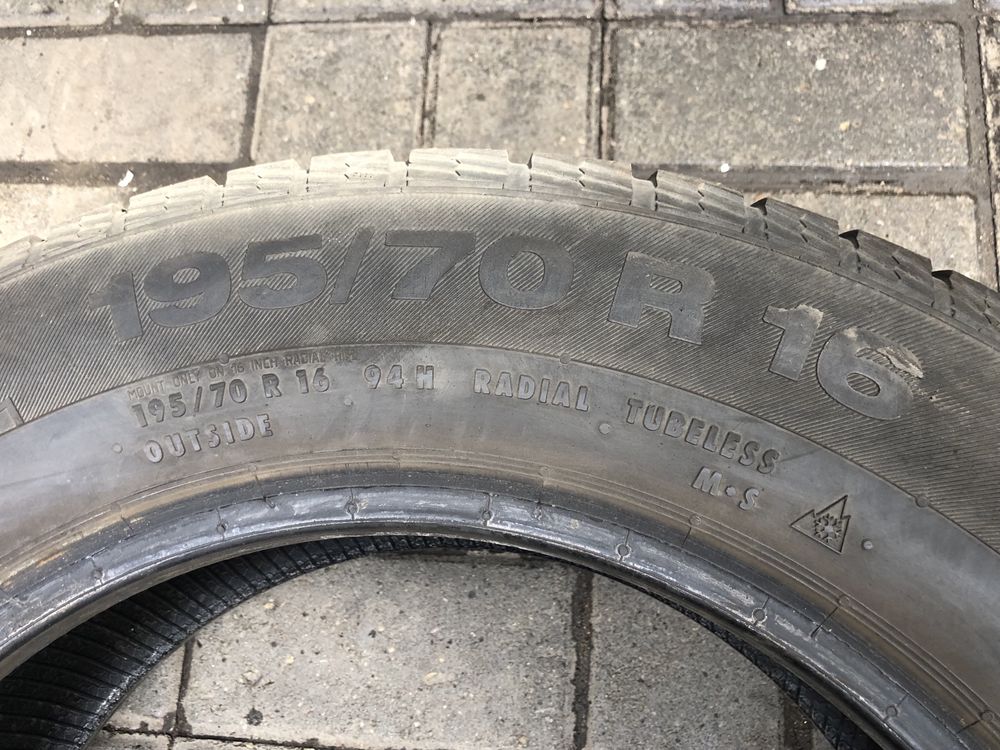 195/70 R 16
MOUNT ONLY ON 16 INCH RADIAL RIM
195/70 R 16 94 H RADIAL TUBELESS
OUTSIDE
M·S